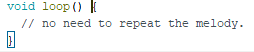 void loop() {
  // no need to repeat the melody.
}